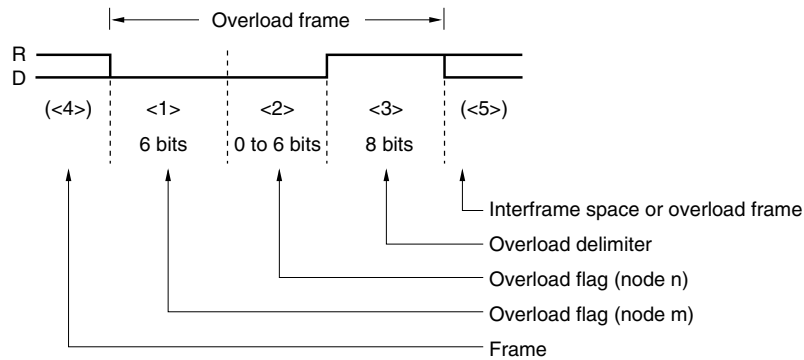 Overload frame
R
D
(<4>) <1> <2> <3> (<5>)
6 bits 0 to 6 bits 8 bits
Interframe space or overload frame
Overload delimiter
Overload flag (node n)
Overload flag (node m)
Frame